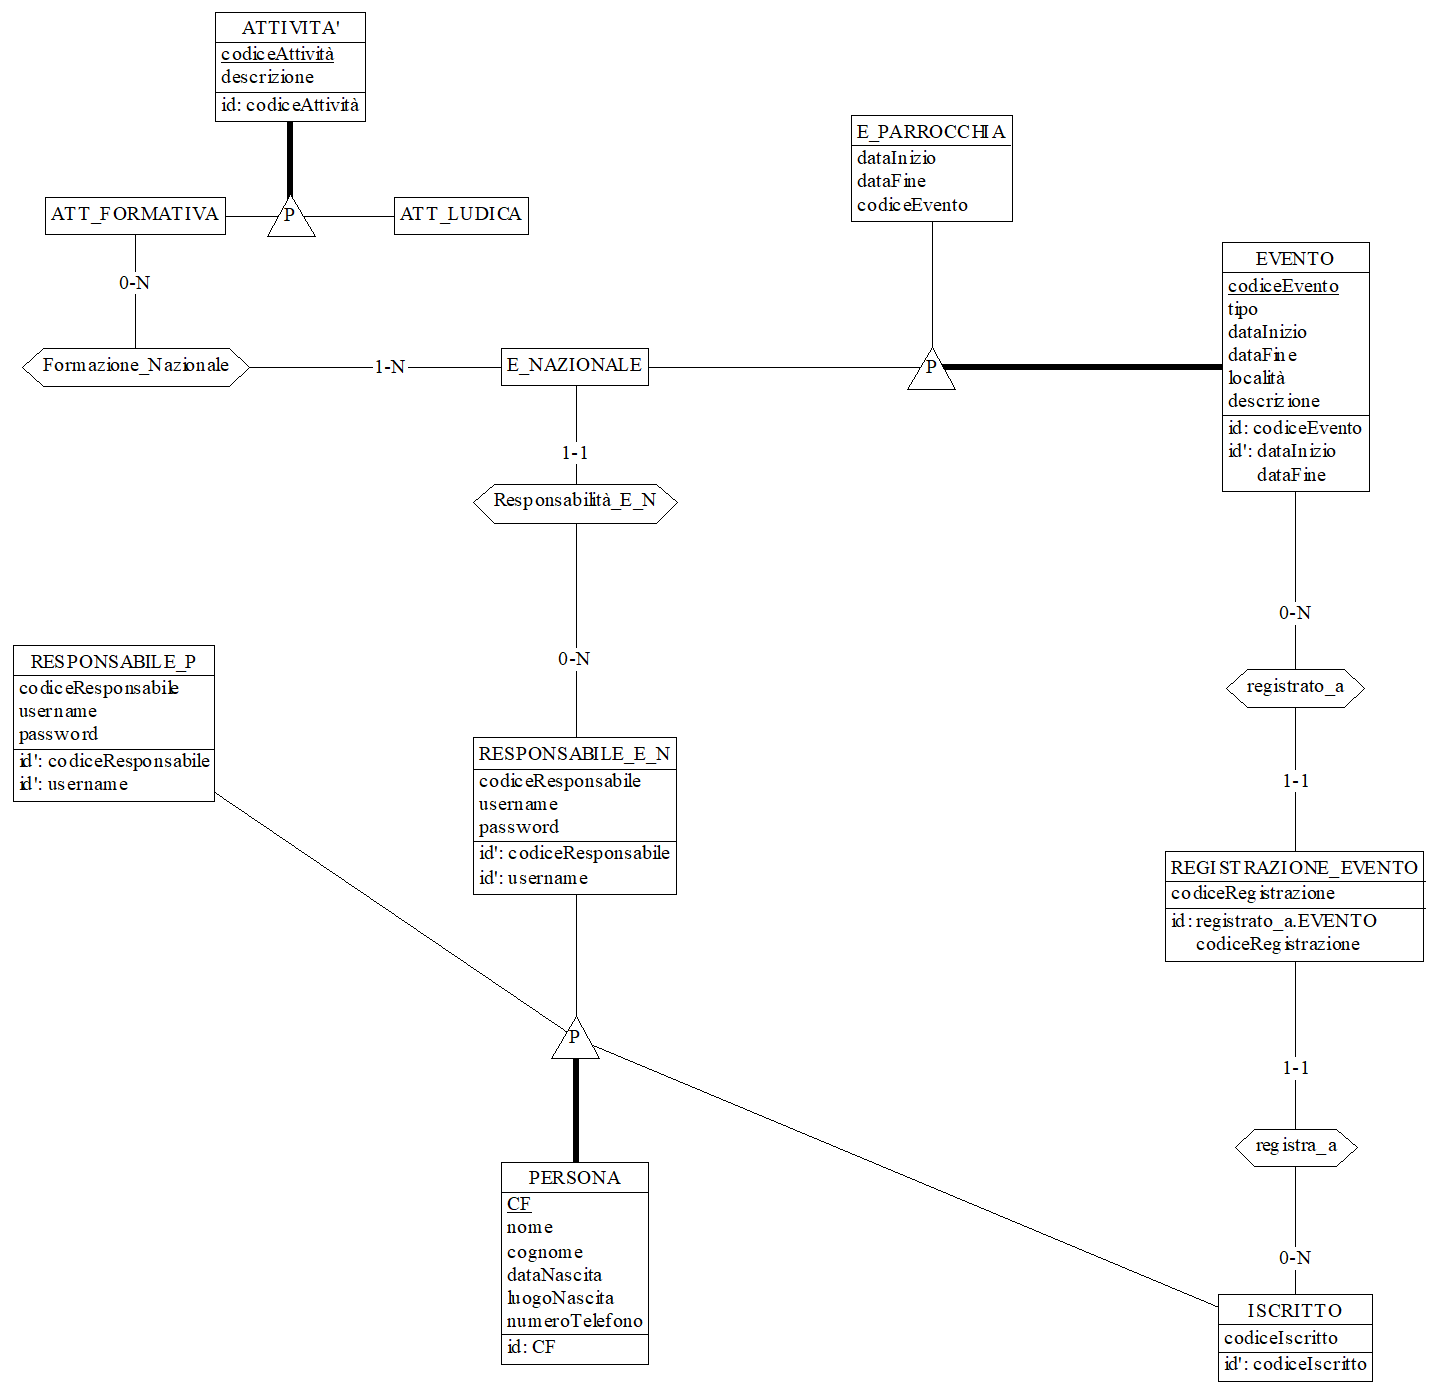 ATTIVITA'
codiceAttività
descrizione
id: codiceAttività
P
ATT_FORMATIVA
ATT_LUDICA
0-N
Formazione_Nazionale
1-N
E_NAZIONALE
E_PARROCCHIA
dataInizio
dataFine
codiceEvento
P
EVENTO
codiceEvento
tipo
dataInizio
dataFine
località
descrizione
id: codiceEvento
id': dataInizio
dataFine
1-1
Responsabilità_E_N
0-N
RESPONSABILE_P
codiceResponsabile
username
password
id': codiceResponsabile
id': username
RESPONSABILE_E_N
codiceResponsabile
username
password
id': codiceResponsabile
id': username
0-N
registrato_a
1-1
REGISTRAZIONE_EVENTO
codiceRegistrazione
id: registrato_a.EVENTO
codiceRegistrazione
1-1
registra_a
0-N
P
PERSONA
CF
nome
cognome
dataNascita
luogoNascita
numeroTelefono
id: CF
ISCRITTO
codiceIscritto
id': codiceIscritto